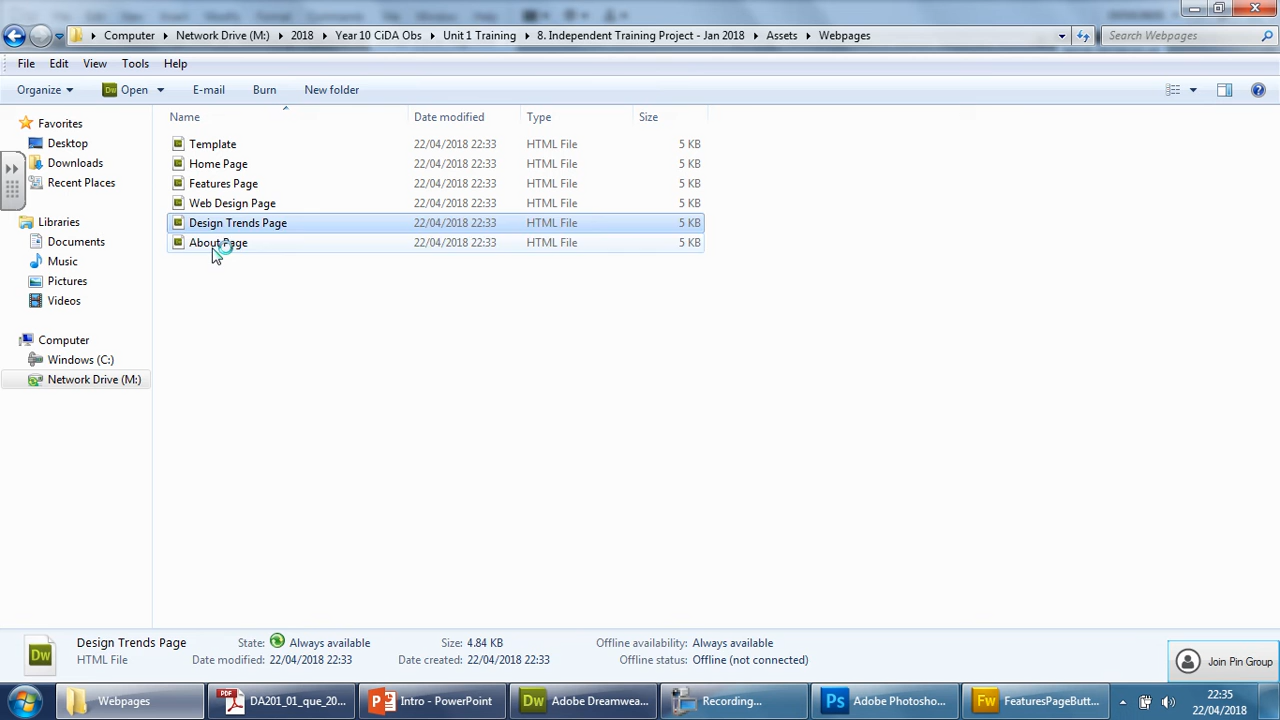 Computer Network Drive (M:) 2018 Year 10 CiDA Obs Unit 1 Training 8. Independent Training Project - Jan 2018 Assets Webpages Search Webpages
File Edit View Tools Help
Organize Open E-mail Burn New folder
Name Date modified Type Size
Favorites
Desktop
Downloads
Recent Places
Libraries
Documents
Music
Pictures
Videos
Computer
Windows (C:)
Network Drive (M:)
Template 22/04/2018 22:33 HTML File 5 KB
Home Page 22/04/2018 22:33 HTML File 5 KB
Features Page 22/04/2018 22:33 HTML File 5 KB
Web Design Page 22/04/2018 22:33 HTML File 5 KB
Design Trends Page 22/04/2018 22:33 HTML File 5 KB
About Page 22/04/2018 22:33 HTML File 5 KB
Dw
Design Trends Page State: Always available Size: 4.84 KB Offline availability: Always available
HTML File Date modified: 22/04/2018 22:33 Date created: 22/04/2018 22:33 Offline status: Offline (not connected)
Join Pin Group
Webpages DA201_01_que_20... Intro - PowerPoint Adobe Dreamwea... Recording... Adobe Photosho... FeaturesPageButt...
22:35
22/04/2018